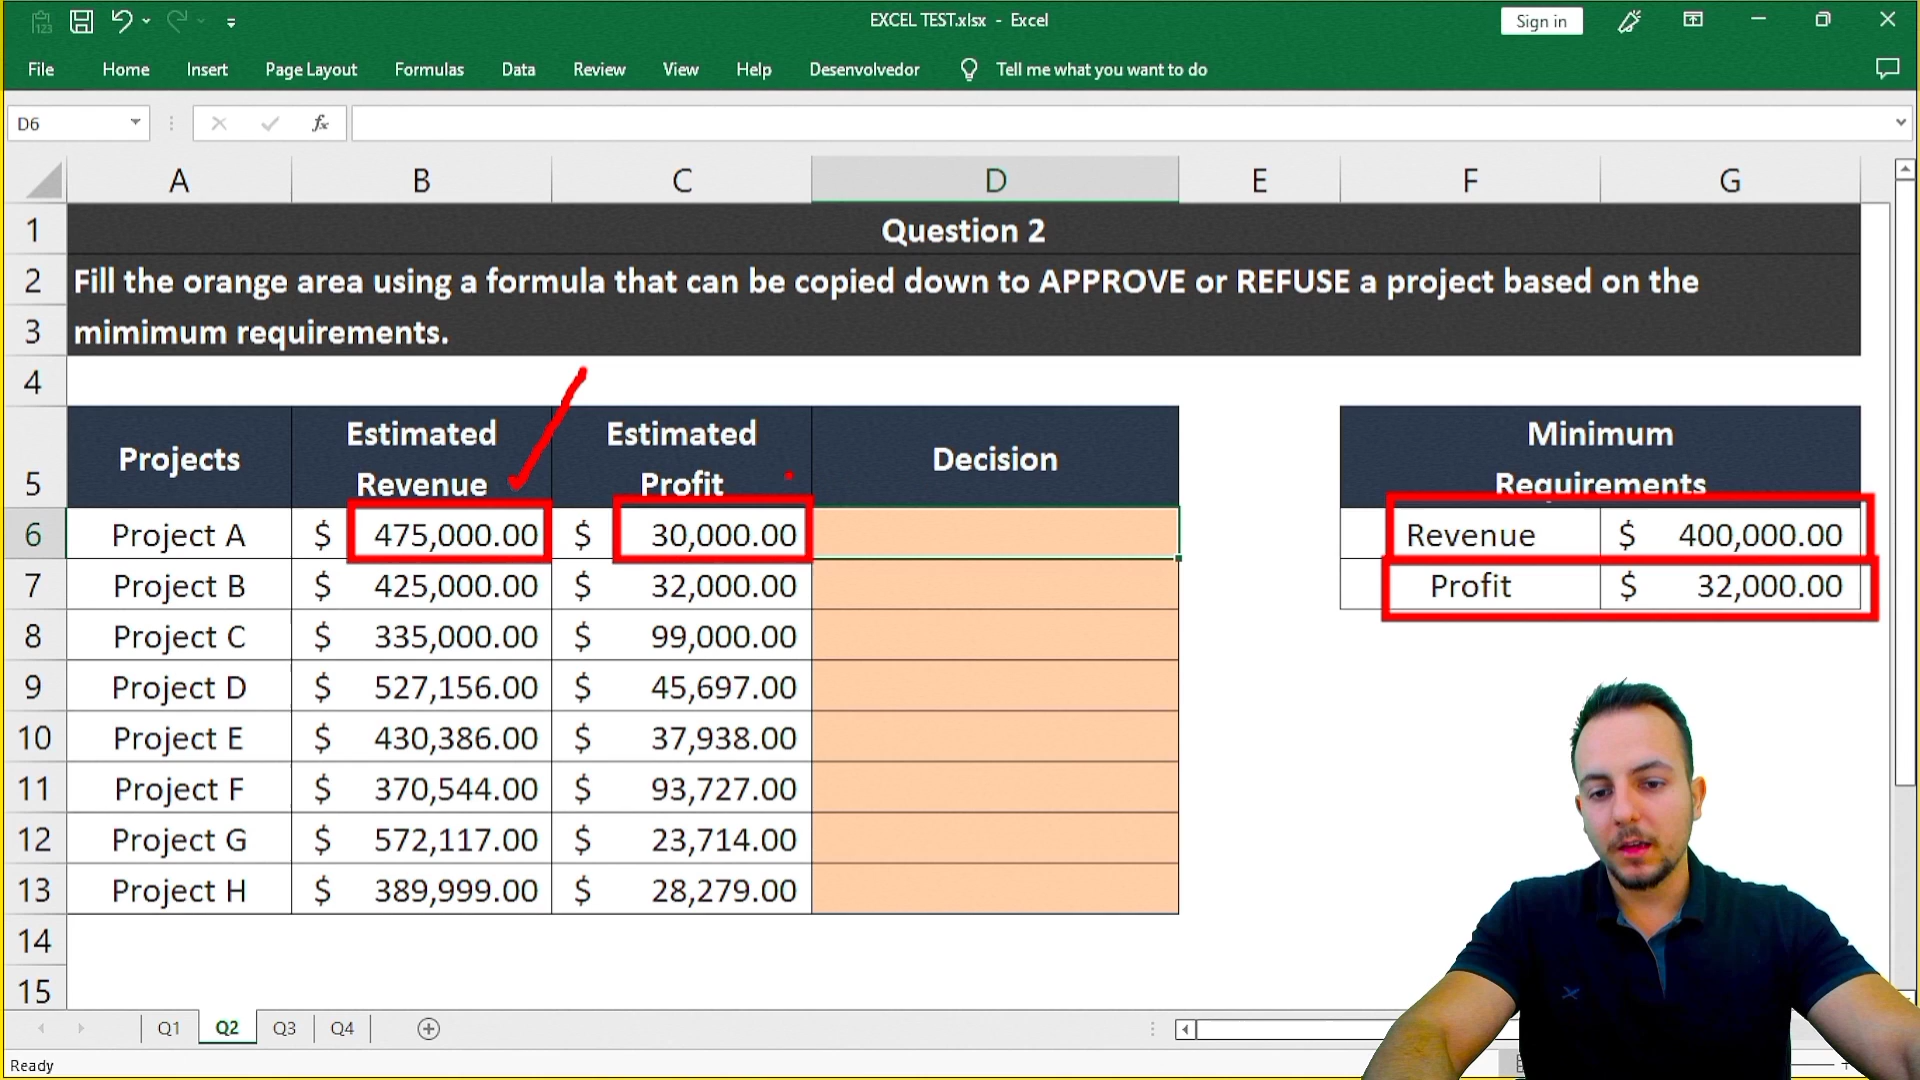 EXCEL TEST.xlsx - Excel
Sign in
File Home Insert Page Layout Formulas Data Review View Help Desenvolvedor Tell me what you want to do
D6 fx
A B C D E F G
1 Question 2
2 Fill the orange area using a formula that can be copied down to APPROVE or REFUSE a project based on the
3 mimimum requirements.
4
5 Projects Estimated Revenue Estimated Profit Decision Minimum Requirements
6 Project A $ 475,000.00 $ 30,000.00 Revenue $ 400,000.00
7 Project B $ 425,000.00 $ 32,000.00 Profit $ 32,000.00
8 Project C $ 335,000.00 $ 99,000.00
9 Project D $ 527,156.00 $ 45,697.00
10 Project E $ 430,386.00 $ 37,938.00
11 Project F $ 370,544.00 $ 93,727.00
12 Project G $ 572,117.00 $ 23,714.00
13 Project H $ 389,999.00 $ 28,279.00
14
15
Q1 Q2 Q3 Q4
Ready